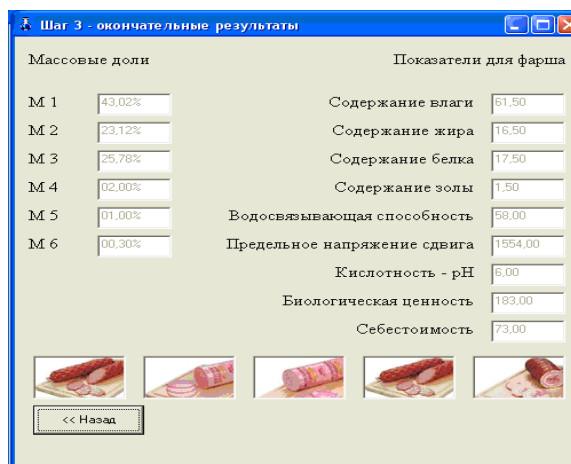 Шаг 3 - окончательные результаты
Массовые доли Показатели для фарша
М 1 43,02% Содержание влаги 61,50
М 2 23,12% Содержание жира 16,50
М 3 25,78% Содержание белка 17,50
М 4 02,00% Содержание золы 1,50
М 5 01,00% Водосвязывающая способность 58,00
М 6 00,30% Предельное напряжение сдвига 1554,00
Кислотность - pH 6,00
Биологическая ценность 183,00
Себестоимость 73,00
<< Назад